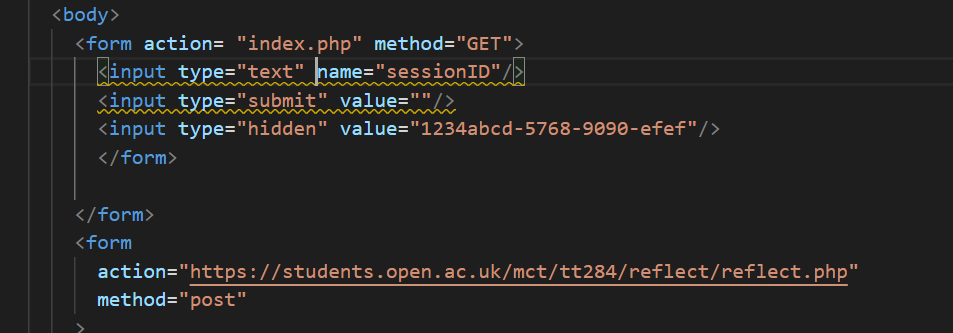 <body>
<form action= "index.php" method="GET">
<input type="text" name="sessionID"/>
<input type="submit" value=""/>
<input type="hidden" value="1234abcd-5768-9090-efef"/>
</form>
</form>
<form
action="https://students.open.ac.uk/mct/tt284/reflect/reflect.php"
method="post"
>